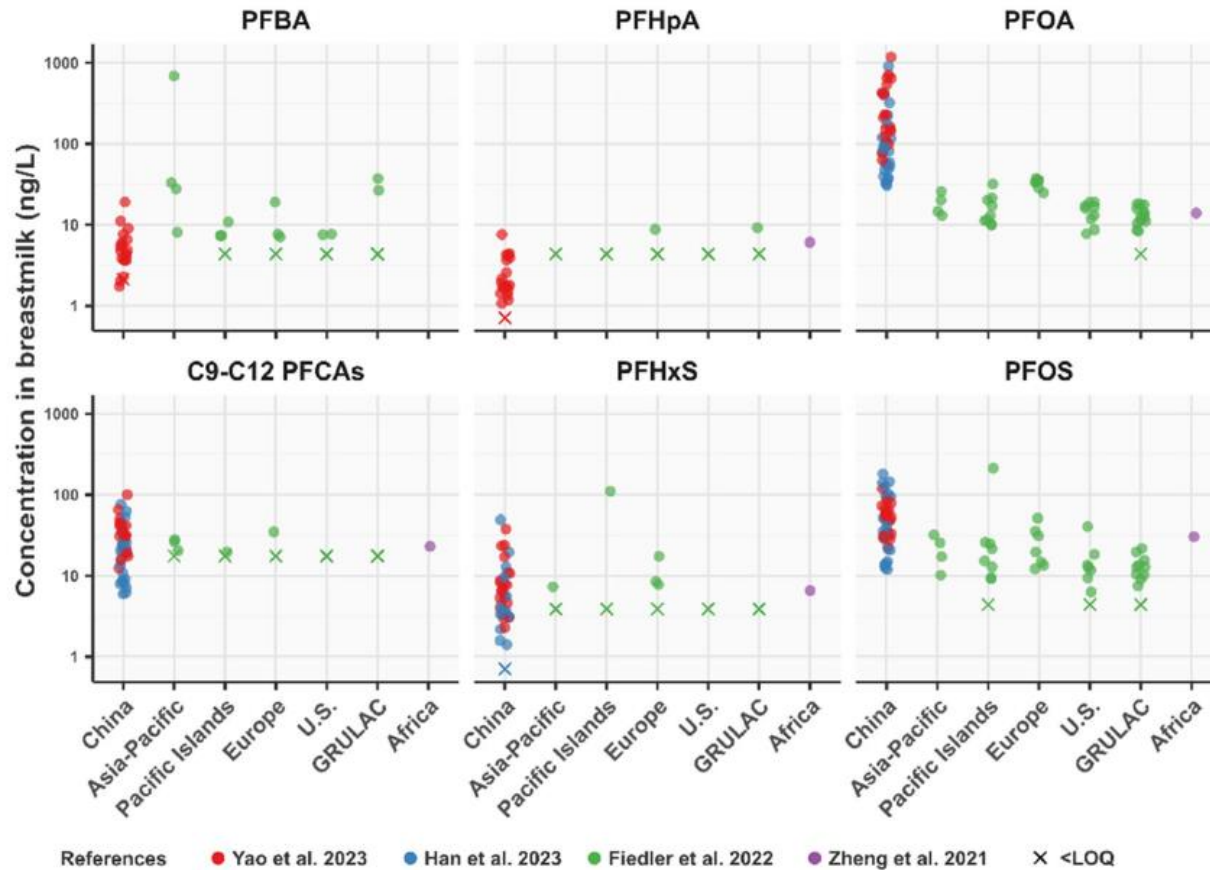 PFBA PFHpA PFOA
1000
100
10
1
C9-C12 PFCAs PFHxS PFOS
1000
100
10
1
Concentration in breastmilk (ng/L)
China Asia-Pacific Pacific Islands Europe U.S. GRULAC Africa China Asia-Pacific Pacific Islands Europe U.S. GRULAC Africa China Asia-Pacific Pacific Islands Europe U.S. GRULAC Africa
References Yao et al. 2023 Han et al. 2023 Fiedler et al. 2022 Zheng et al. 2021 <LOQ